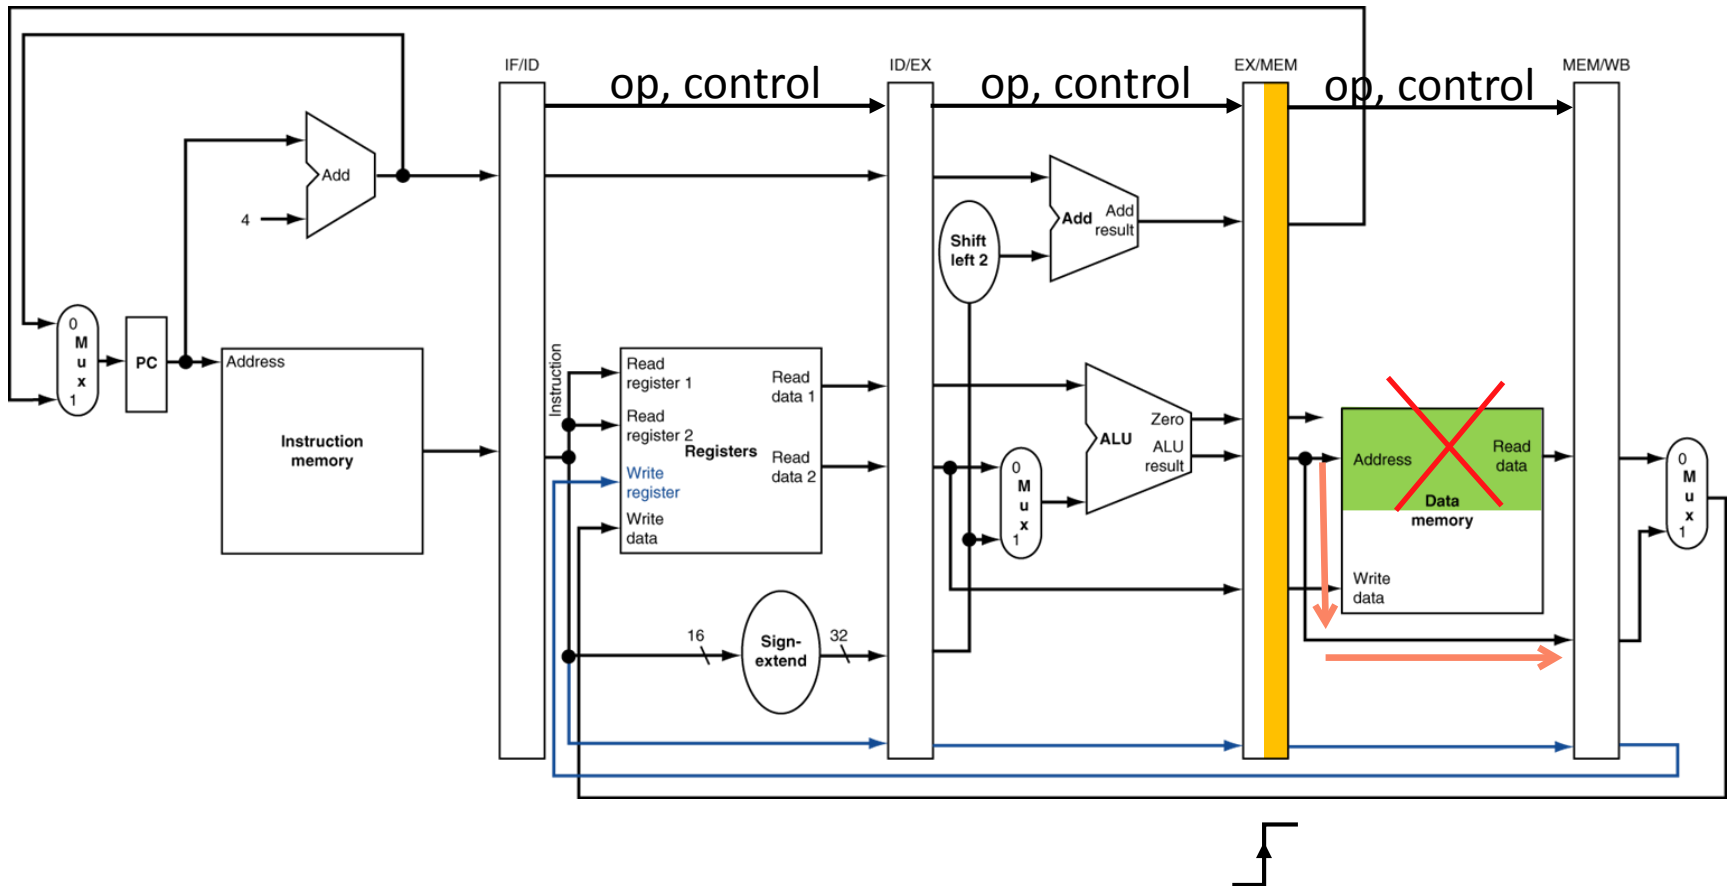 IF/ID
ID/EX
EX/MEM
MEM/WB
op, control
op, control
op, control
Add
4
Add
Add
result
Shift
left 2
0
M
u
x
1
PC
Address
Instruction
memory
Instruction
Read
register 1
Read
register 2
Registers
Write
register
Write
data
Read
data 1
Read
data 2
16
Sign-
extend
32
0
M
u
x
1
Zero
ALU
ALU
result
Address
Read
data
Data
memory
Write
data
0
M
u
x
1